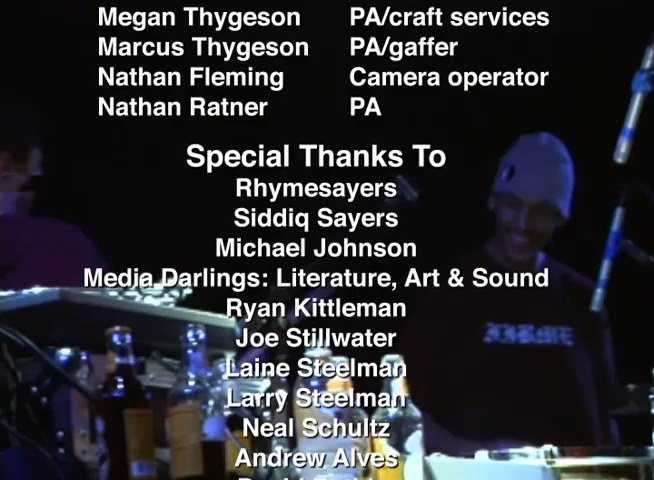 Megan Thygeson PA/craft services
Marcus Thygeson PA/gaffer
Nathan Fleming Camera operator
Nathan Ratner PA
Special Thanks To
Rhymesayers
Siddiq Sayers
Michael Johnson
Media Darlings: Literature, Art & Sound
Ryan Kittleman
Joe Stillwater
Laine Steelman
Larry Steelman
Neal Schultz
Andrew Alves